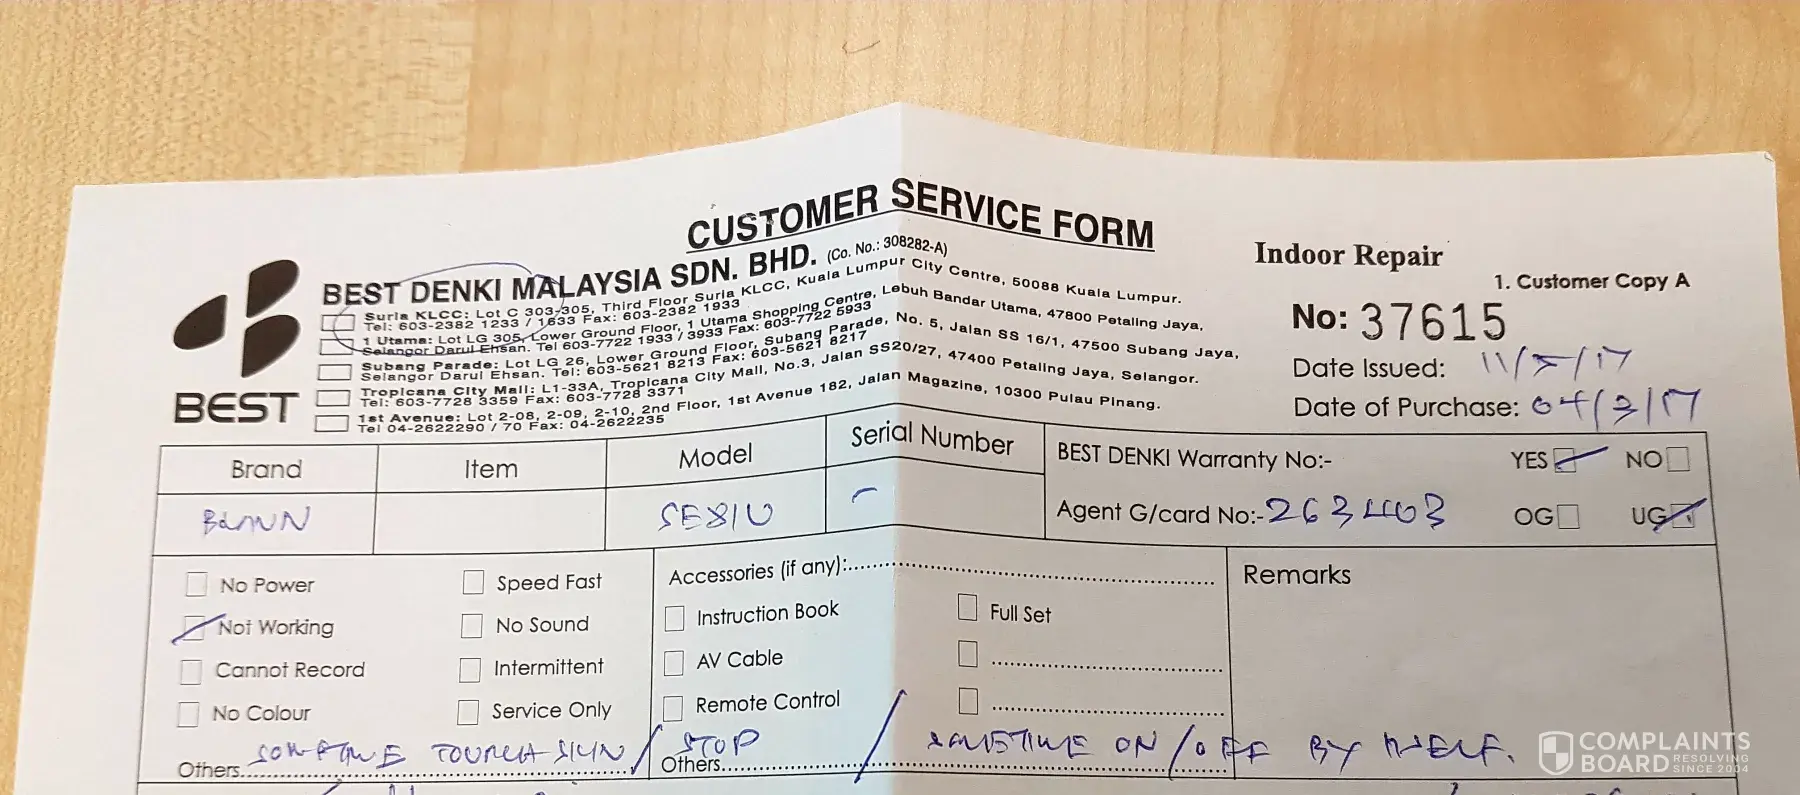 CUSTOMER SERVICE FORM
BEST DENKI MALAYSIA SDN. BHD. (Co. No.: 308282-A)
Indoor Repair
1. Customer Copy A
BEST
Suria KLCC: Lot C 303-305, Third Floor Suria KLCC, Kuala Lumpur City Centre, 50088 Kuala Lumpur.
Tel: 603-2382 1233 / 1633 Fax: 603-2382 1933
1 Utama: Lot LG 305, Lower Ground Floor, 1 Utama Shopping Centre, Lebuh Bandar Utama, 47800 Petaling Jaya,
Selangor Darul Ehsan. Tel 603-7722 1933 / 3933 Fax: 603-7722 5933
Subang Parade: Lot LG 26, Lower Ground Floor, Subang Parade, No. 5, Jalan SS 16/1, 47500 Subang Jaya,
Selangor Darul Ehsan. Tel: 603-5621 8213 Fax: 603-5621 8217
Tropicana City Mall: L1-33A, Tropicana City Mall, No.3, Jalan SS20/27, 47400 Petaling Jaya, Selangor.
Tel: 603-7728 3359 Fax: 603-7728 3371
1st Avenue: Lot 2-08, 2-09, 2-10, 2nd Floor, 1st Avenue 182, Jalan Magazine, 10300 Pulau Pinang.
Tel 04-2622290 / 70 Fax: 04-2622235
No: 37615
Date Issued: 11/5/17
Date of Purchase: 04/3/17
Brand Item Model Serial Number
BEST DENKI Warranty No:- YES NO
SE810 -
Agent G/card No:- 263403 OG UG
No Power Speed Fast Accessories (if any):
Remarks
Not Working No Sound Instruction Book Full Set
Cannot Record Intermittent AV Cable
No Colour Service Only Remote Control
Others SOMETIME TOUCH SKIN / STOP
Others / SOMETIME ON / OFF BY ITSELF.
COMPLAINTS
BOARD RESOLVING
SINCE 2004